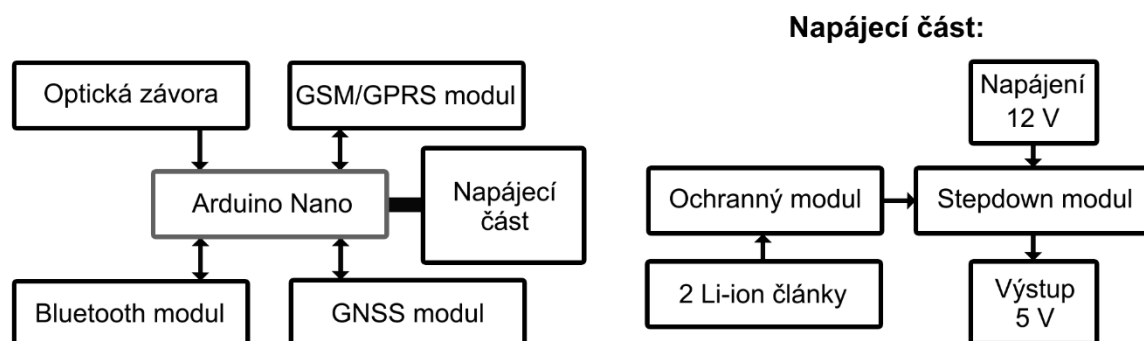 Napájecí část:
Optická závora
GSM/GPRS modul
Arduino Nano
Napájecí
část
Bluetooth modul
GNSS modul
Napájení
12 V
Ochranný modul
Stepdown modul
2 Li-ion články
Výstup
5 V